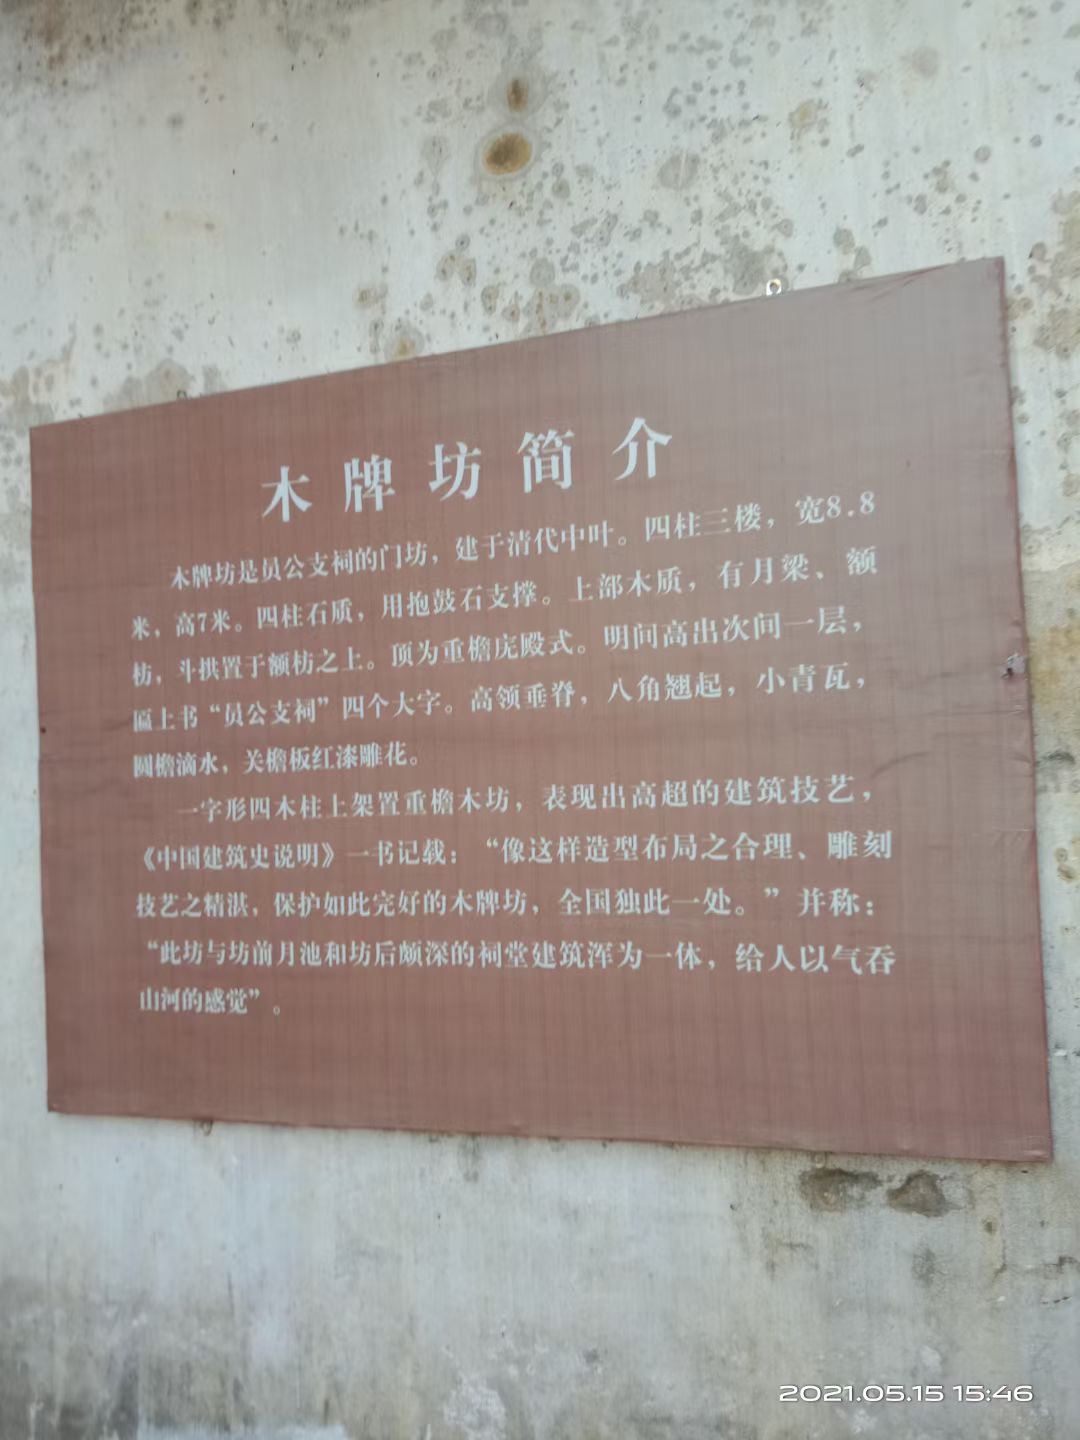 木牌坊简介
木牌坊是员公支祠的门坊，建于清代中叶。四柱三楼，宽8.8
米，高7米。四柱石质，用抱鼓石支撑。上部木质，有月梁、额
枋，斗拱置于额枋之上。顶为重檐庑殿式。明间高出次间一层，
匾上书“员公支祠”四个大字。高领垂脊，八角翘起，小青瓦，
圆檐滴水，关檐板红漆雕花。
一字形四木柱上架置重檐木坊，表现出高超的建筑技艺，
《中国建筑史说明》一书记载：“像这样造型布局之合理、雕刻
技艺之精湛，保护如此完好的木牌坊，全国独此一处。”并称：
“此坊与坊前月池和坊后颇深的祠堂建筑浑为一体，给人以气吞
山河的感觉”。
2021.05.15 15:46